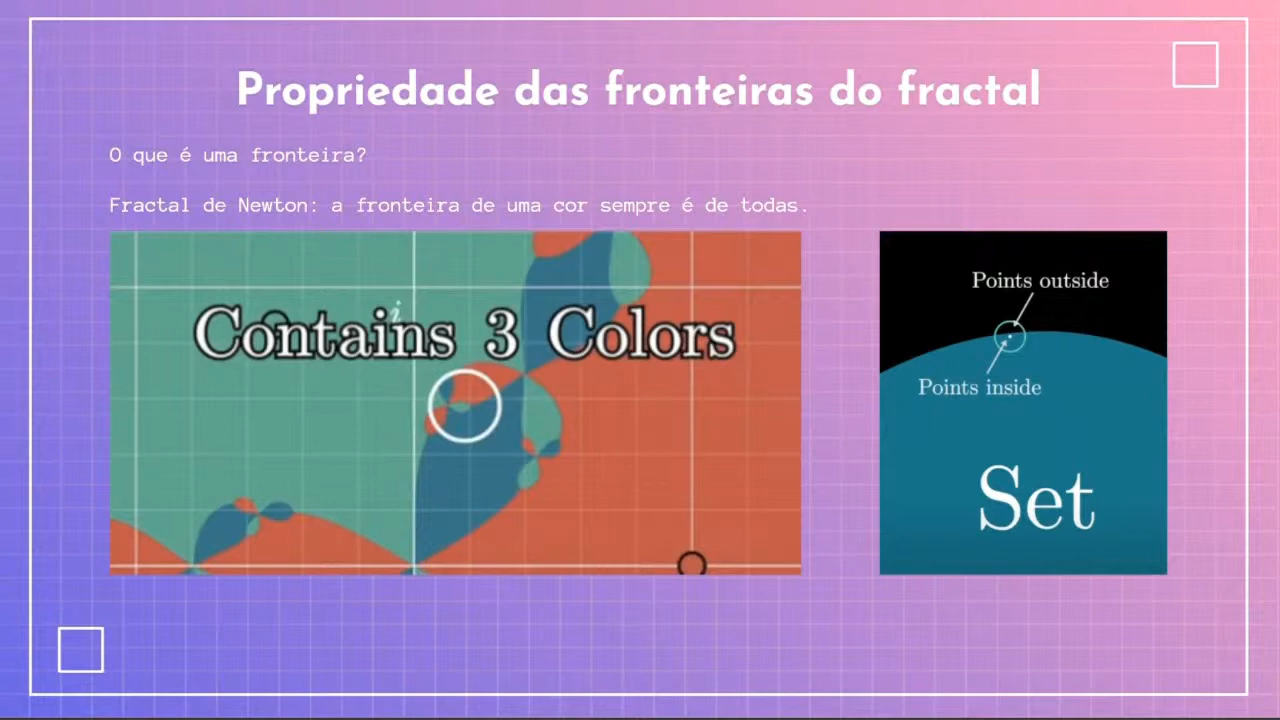 Propriedade das fronteiras do fractal
O que é uma fronteira?
Fractal de Newton: a fronteira de uma cor sempre é de todas.
i
Contains 3 Colors
Points outside
Points inside
Set